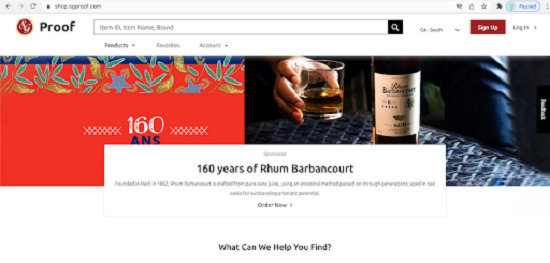 shop.sgproof.com
Paused
SG Proof
Item ID, Item Name, Brand
CA - South
Sign Up
Log In >
Products
Favorites
Account
160
ANS
Rhum
Barbancourt
HAITI
Feedback
Sponsored
160 years of Rhum Barbancourt
Founded in Haiti in 1862, Rhum Barbancourt is crafted from pure cane juice, using an ancestral method passed on through generations; aged in oak
casks for outstanding aromatic potential.
Order Now >
What Can We Help You Find?